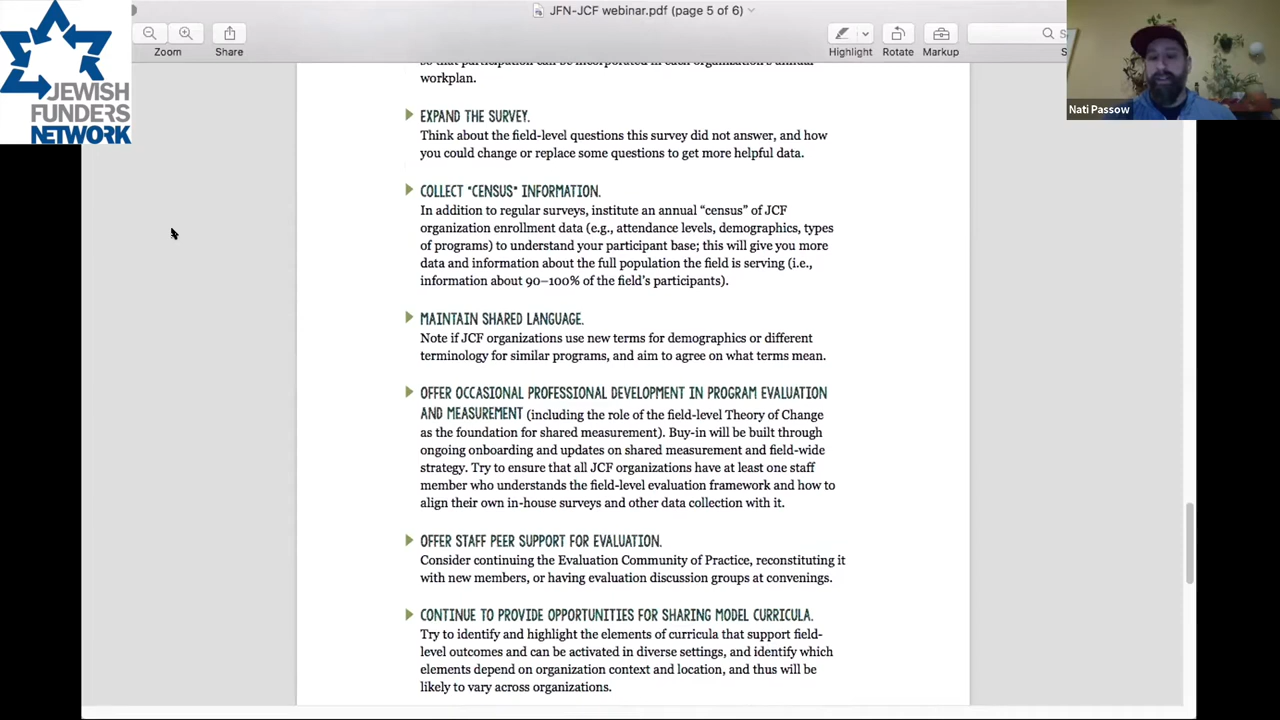 JFN-JCF webinar.pdf (page 5 of 6)
Zoom
Share
Highlight
Rotate
Markup
JEWISH
FUNDERS
NETWORK
Nati Passow
so that participation can be incorporated in each organization's annual
workplan.
EXPAND THE SURVEY.
Think about the field-level questions this survey did not answer, and how
you could change or replace some questions to get more helpful data.
COLLECT "CENSUS" INFORMATION.
In addition to regular surveys, institute an annual “census” of JCF
organization enrollment data (e.g., attendance levels, demographics, types
of programs) to understand your participant base; this will give you more
data and information about the full population the field is serving (i.e.,
information about 90–100% of the field’s participants).
MAINTAIN SHARED LANGUAGE.
Note if JCF organizations use new terms for demographics or different
terminology for similar programs, and aim to agree on what terms mean.
OFFER OCCASIONAL PROFESSIONAL DEVELOPMENT IN PROGRAM EVALUATION
AND MEASUREMENT (including the role of the field-level Theory of Change
as the foundation for shared measurement). Buy-in will be built through
ongoing onboarding and updates on shared measurement and field-wide
strategy. Try to ensure that all JCF organizations have at least one staff
member who understands the field-level evaluation framework and how to
align their own in-house surveys and other data collection with it.
OFFER STAFF PEER SUPPORT FOR EVALUATION.
Consider continuing the Evaluation Community of Practice, reconstituting it
with new members, or having evaluation discussion groups at convenings.
CONTINUE TO PROVIDE OPPORTUNITIES FOR SHARING MODEL CURRICULA.
Try to identify and highlight the elements of curricula that support field-
level outcomes and can be activated in diverse settings, and identify which
elements depend on organization context and location, and thus will be
likely to vary across organizations.